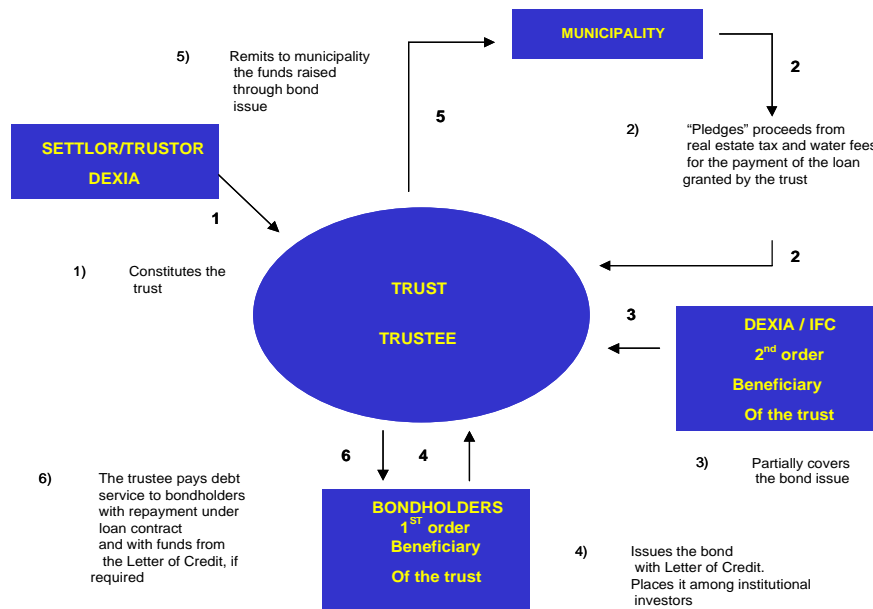 MUNICIPALITY
5) Remits to municipality
the funds raised
through bond
issue
2
5
SETTLOR/TRUSTOR
DEXIA
2) “Pledges” proceeds from
real estate tax and water fees
for the payment of the loan
granted by the trust
1
2
1) Constitutes the
trust
TRUST
TRUSTEE
3
DEXIA / IFC
2nd order
Beneficiary
Of the trust
6
4
3) Partially covers
the bond issue
6) The trustee pays debt
service to bondholders
with repayment under
loan contract
and with funds from
the Letter of Credit, if
required
BONDHOLDERS
1ST order
Beneficiary
Of the trust
4) Issues the bond
with Letter of Credit.
Places it among institutional
investors